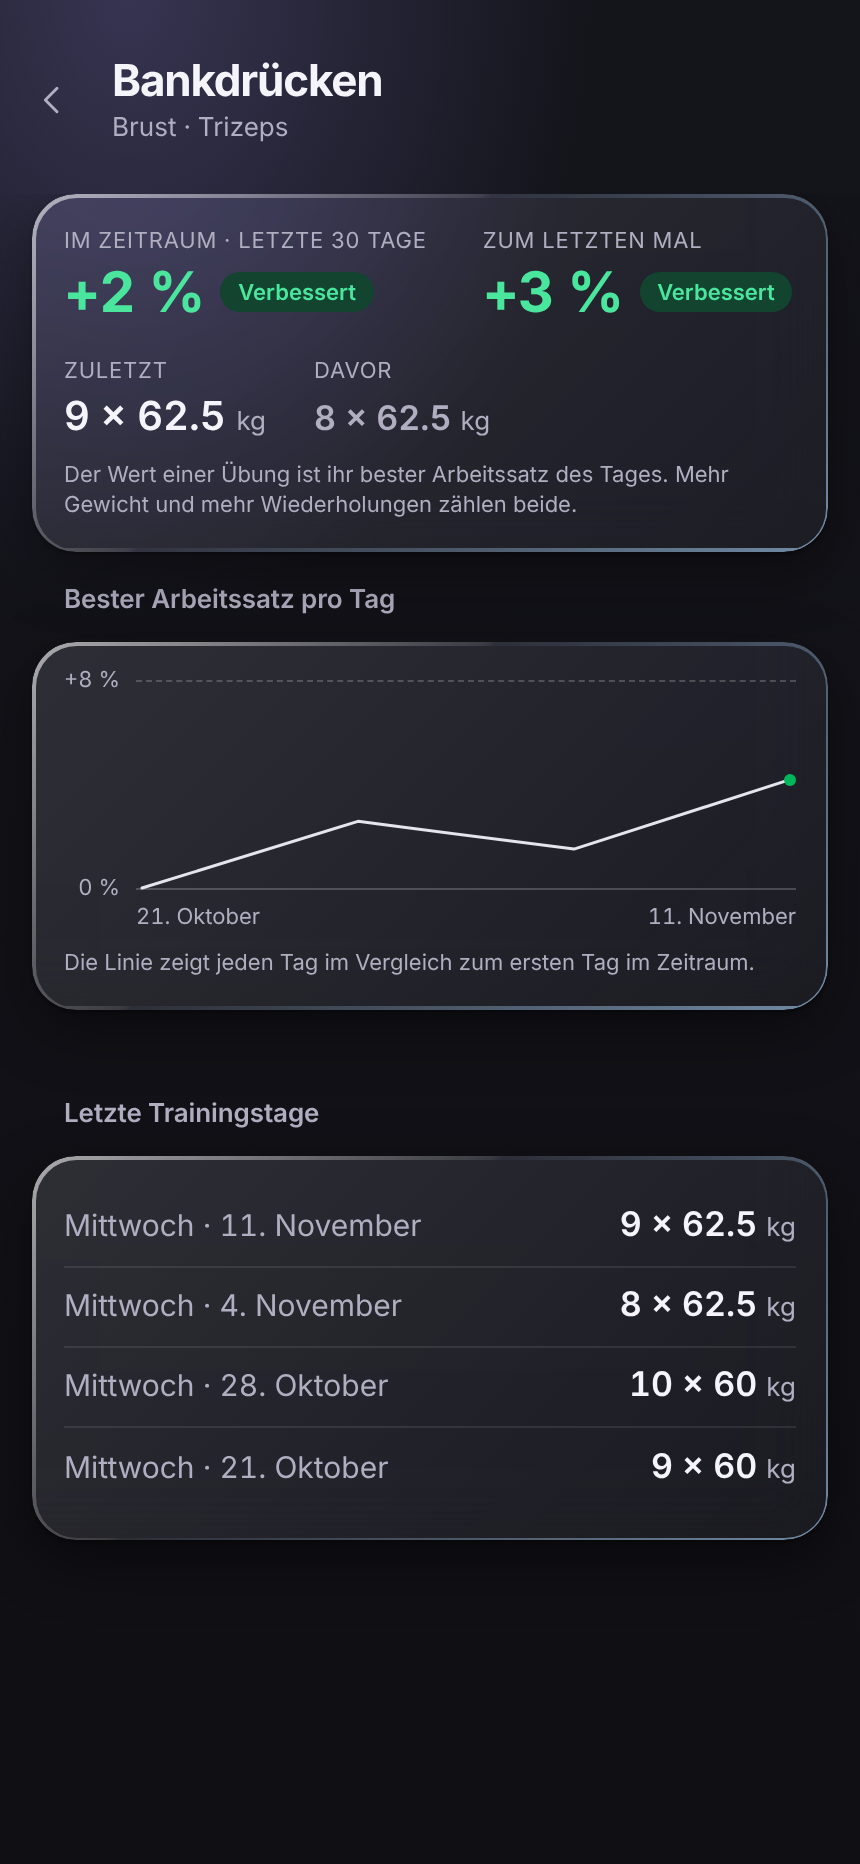 Bankdrücken
Brust · Trizeps
IM ZEITRAUM · LETZTE 30 TAGE
+2 % Verbessert
ZUM LETZTEN MAL
+3 % Verbessert
ZULETZT
9 × 62.5 kg
DAVOR
8 × 62.5 kg
Der Wert einer Übung ist ihr bester Arbeitssatz des Tages. Mehr
Gewicht und mehr Wiederholungen zählen beide.
Bester Arbeitssatz pro Tag
+8 %
0 %
21. Oktober
11. November
Die Linie zeigt jeden Tag im Vergleich zum ersten Tag im Zeitraum.
Letzte Trainingstage
Mittwoch · 11. November 9 × 62.5 kg
Mittwoch · 4. November 8 × 62.5 kg
Mittwoch · 28. Oktober 10 × 60 kg
Mittwoch · 21. Oktober 9 × 60 kg